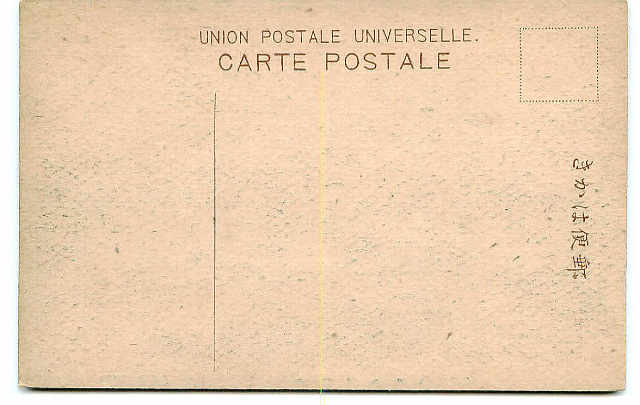 UNION POSTALE UNIVERSELLE.
CARTE POSTALE
郵便はかき